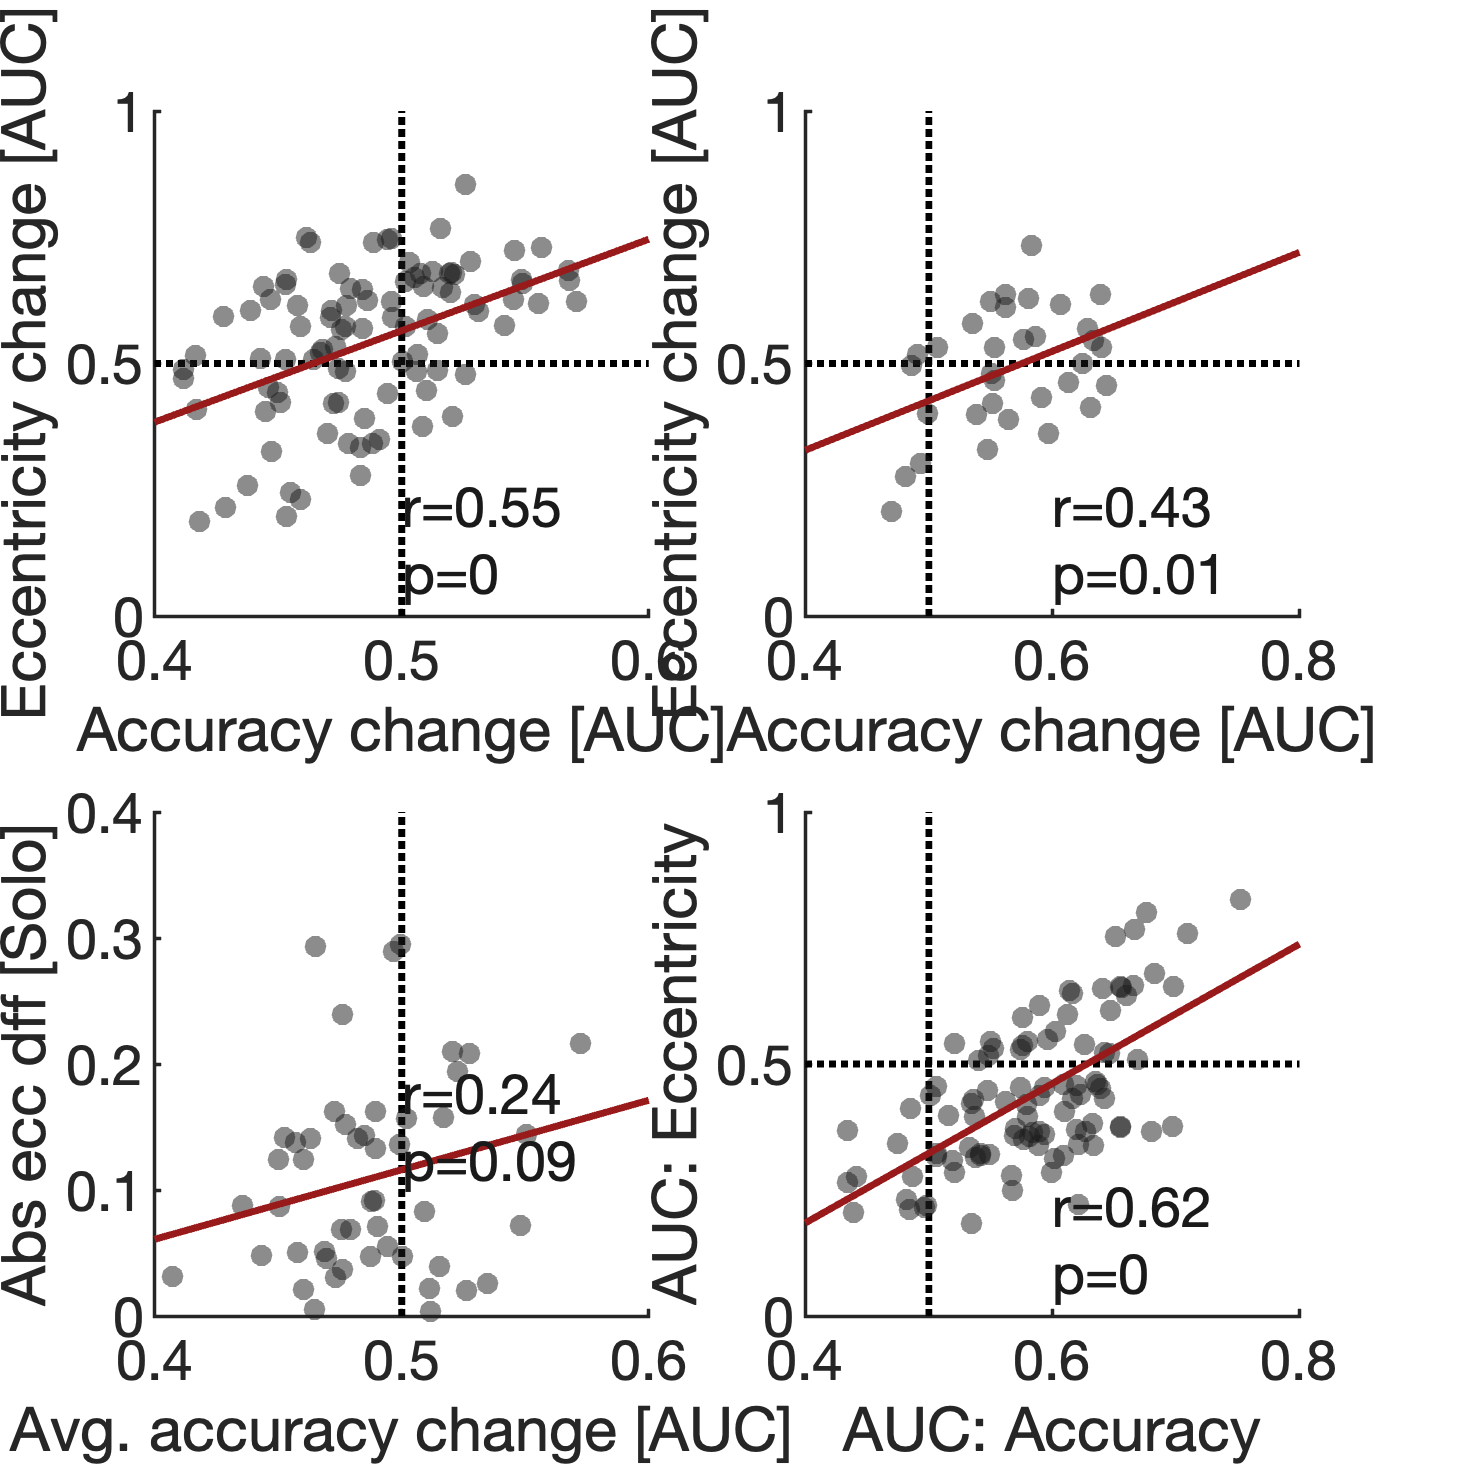 Eccentricity change [AUC]
1
0.5
0
r=0.55
p=0
0.4
0.5
0.6
Accuracy change [AUC]
Eccentricity change [AUC]
1
0.5
0
r=0.43
p=0.01
0.4
0.6
0.8
Accuracy change [AUC]
Abs ecc dff [Solo]
0.4
0.3
0.2
0.1
0
r=0.24
p=0.09
0.4
0.5
0.6
Avg. accuracy change [AUC]
AUC: Eccentricity
1
0.5
0
r=0.62
p=0
0.4
0.6
0.8
AUC: Accuracy